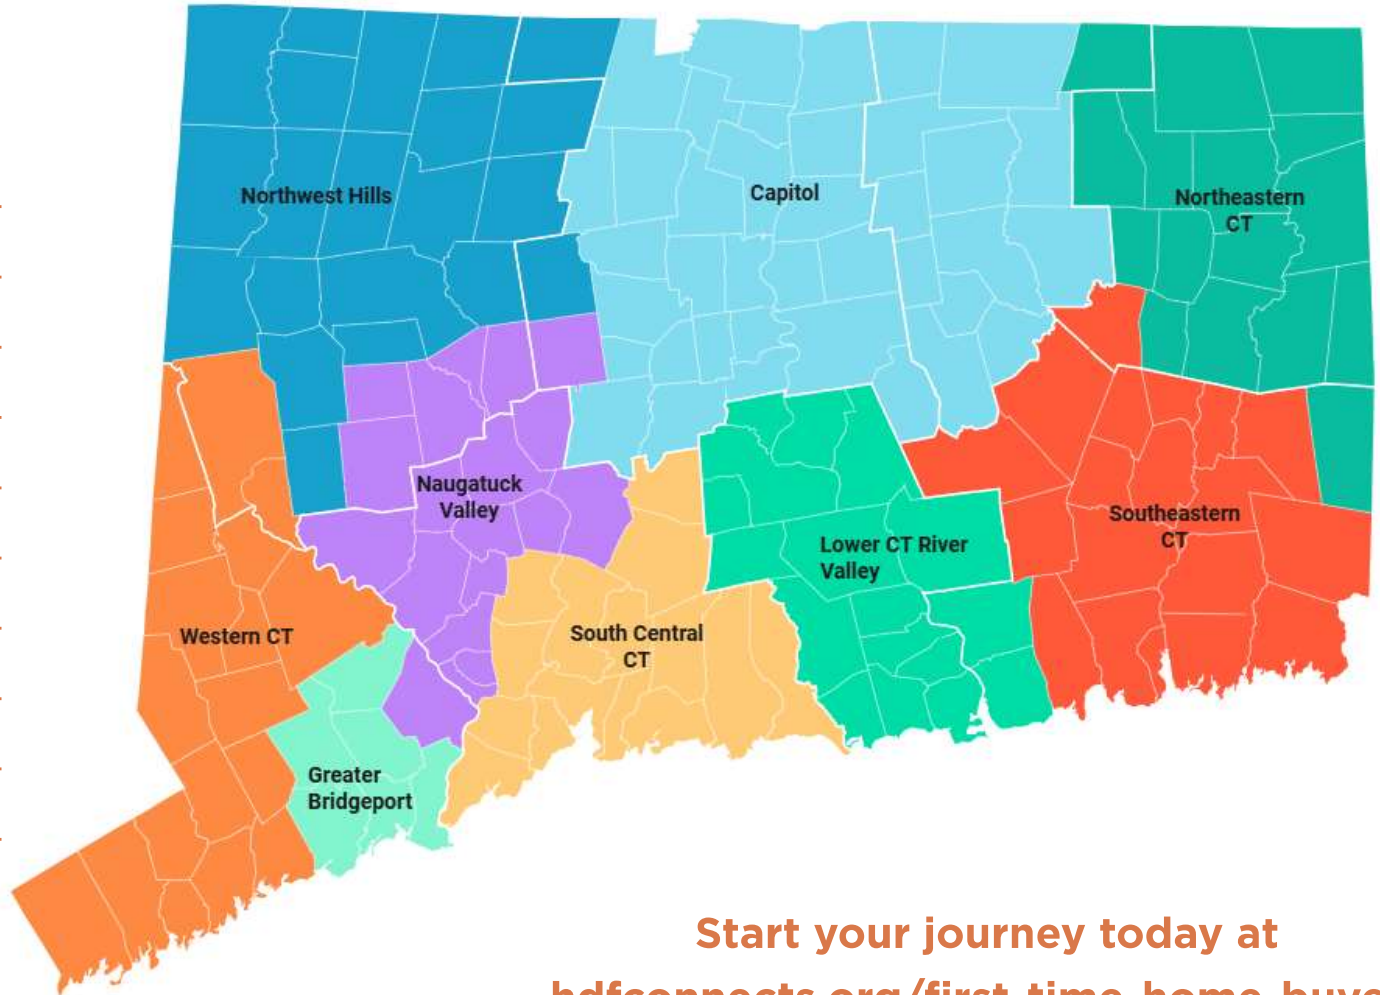 Northwest Hills
Capitol
Northeastern
CT
Naugatuck
Valley
Southeastern
CT
Lower CT River
Valley
Western CT
South Central
CT
Greater
Bridgeport
Start your journey today at